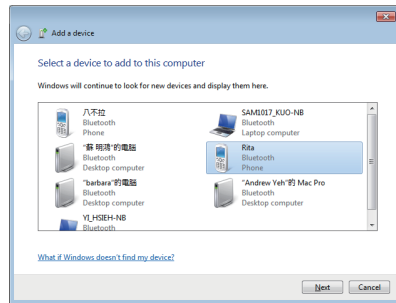 Add a device
Select a device to add to this computer
Windows will continue to look for new devices and display them here.
八不拉
Bluetooth
Phone
SAM1017_KUO-NB
Bluetooth
Laptop computer
"蘇 明鴻"的電腦
Bluetooth
Desktop computer
Rita
Bluetooth
Phone
"barbara"的電腦
Bluetooth
Desktop computer
"Andrew Yeh"的 Mac Pro
Bluetooth
Desktop computer
YI_HSIEH-NB
Bluetooth
What if Windows doesn't find my device?
Next
Cancel